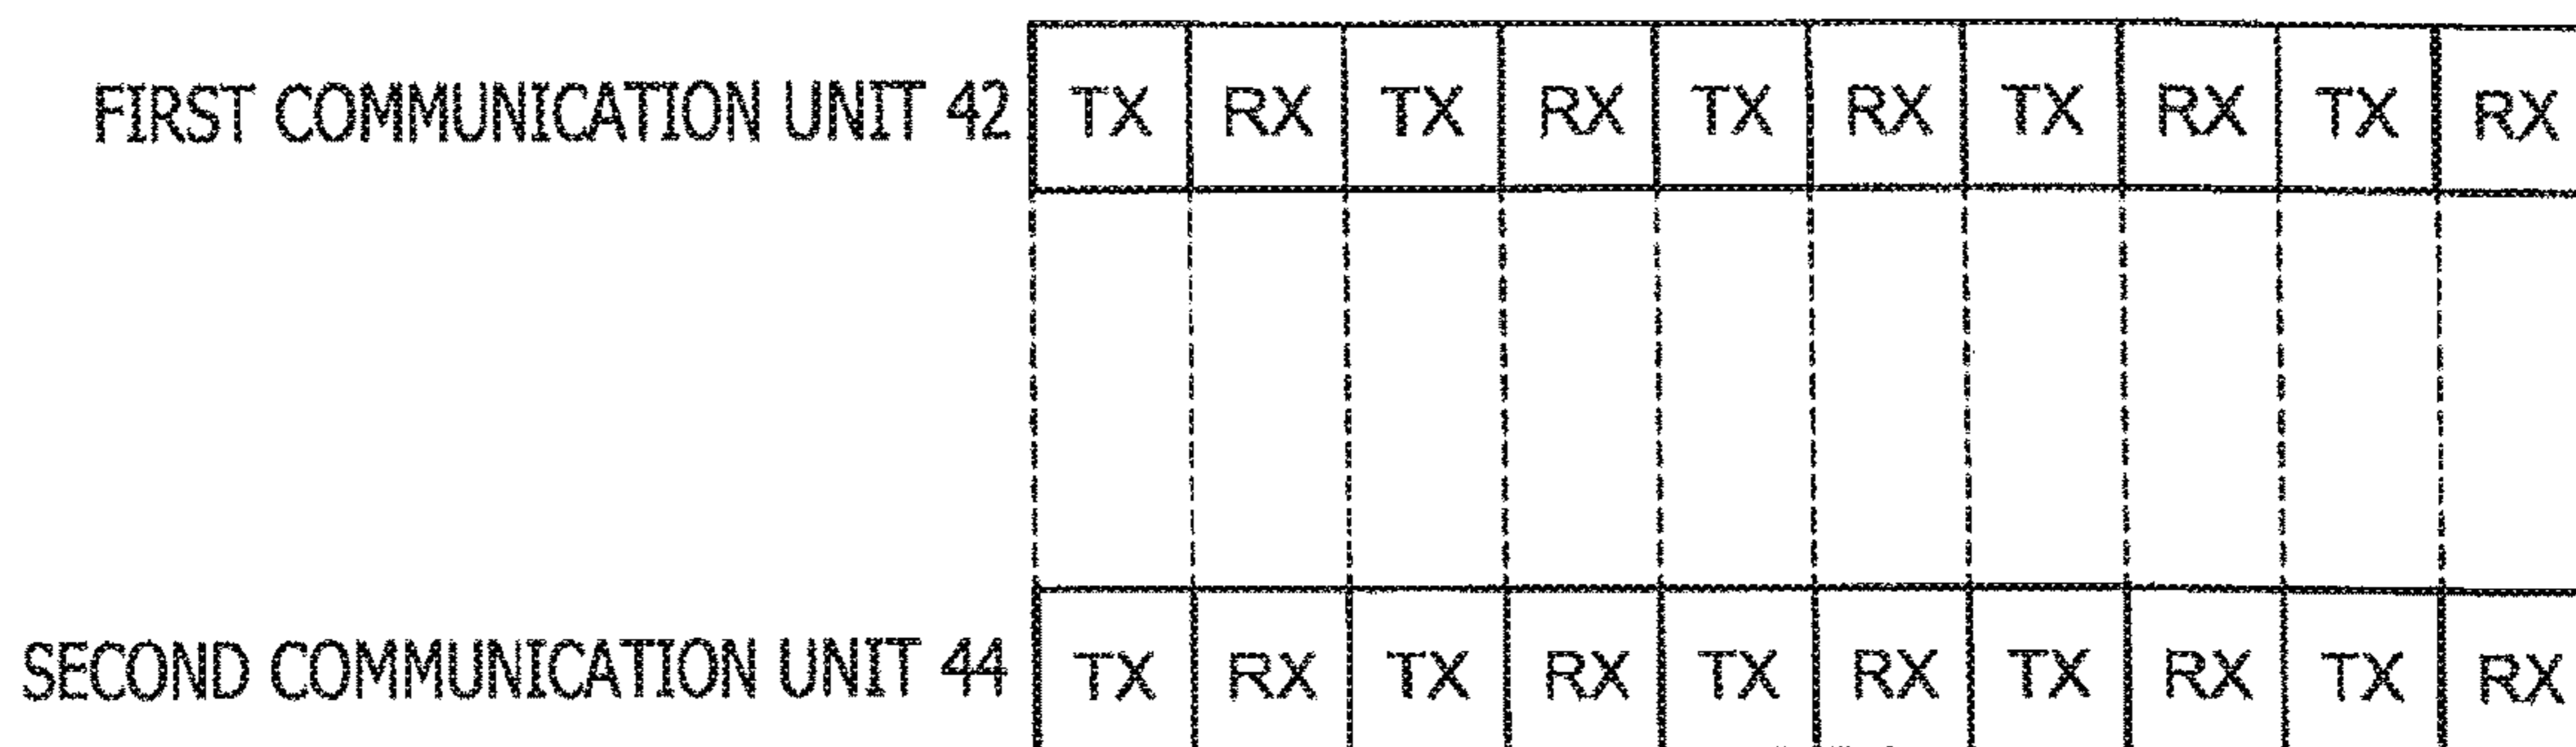 FIRST COMMUNICATION UNIT 42 TX RX TX RX TX RX TX RX TX RX
SECOND COMMUNICATION UNIT 44 TX RX TX RX TX RX TX RX TX RX